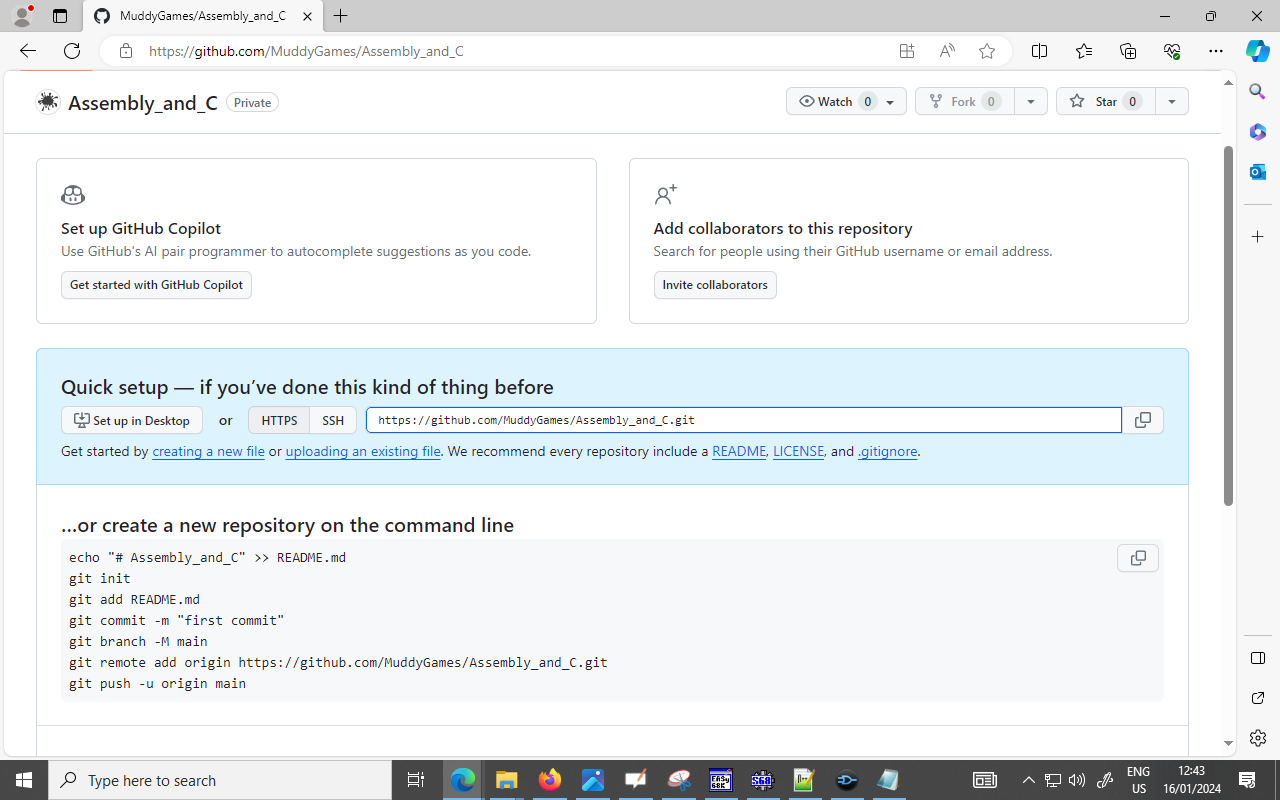 MuddyGames/Assembly_and_C
https://github.com/MuddyGames/Assembly_and_C
Assembly_and_C Private
Watch 0
Fork 0
Star 0
Set up GitHub Copilot
Use GitHub's AI pair programmer to autocomplete suggestions as you code.
Get started with GitHub Copilot
Add collaborators to this repository
Search for people using their GitHub username or email address.
Invite collaborators
Quick setup — if you’ve done this kind of thing before
Set up in Desktop or HTTPS SSH https://github.com/MuddyGames/Assembly_and_C.git
Get started by creating a new file or uploading an existing file. We recommend every repository include a README, LICENSE, and .gitignore.
…or create a new repository on the command line
echo "# Assembly_and_C" >> README.md
git init
git add README.md
git commit -m "first commit"
git branch -M main
git remote add origin https://github.com/MuddyGames/Assembly_and_C.git
git push -u origin main
Type here to search
EASy
68K
ENG
US
12:43
16/01/2024